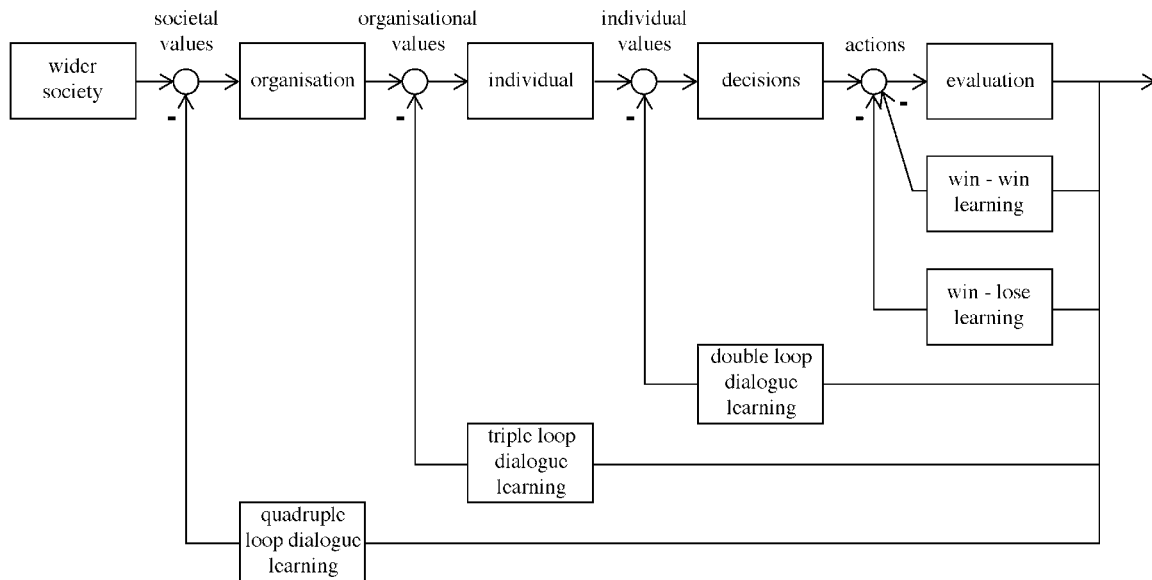 societal
values
organisational
values
individual
values
actions
wider
society
organisation
individual
decisions
evaluation
-
-
-
-
-
win - win
learning
win - lose
learning
double loop
dialogue
learning
triple loop
dialogue
learning
quadruple
loop dialogue
learning